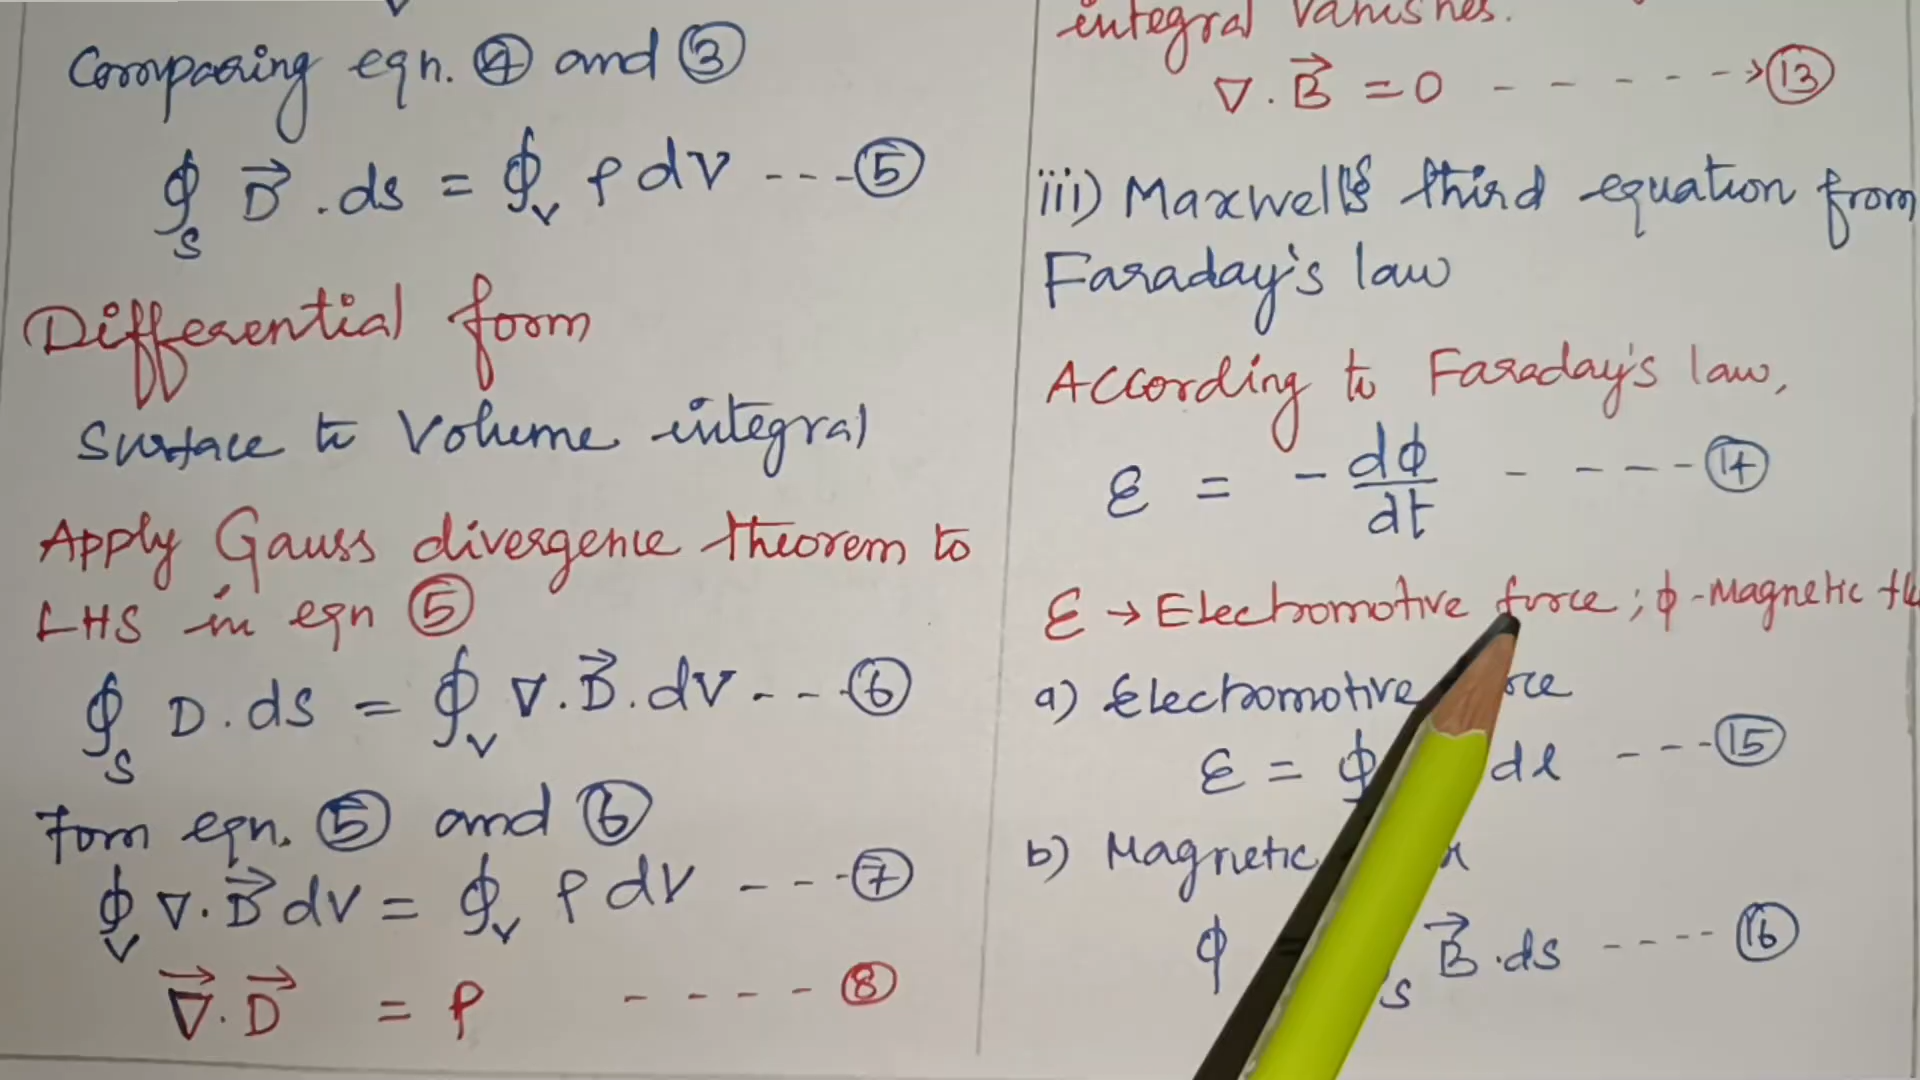 Comparing eqn. ④ and ③
∮S D⃗ . ds = ∮V ρ dV ---⑤
Differential form
Surface to Volume integral
Apply Gauss divergence theorem to
LHS in eqn ⑤
∮S D . ds = ∮V ∇ . D⃗ . dV - - - ⑥
Form eqn. ⑤ and ⑥
∮V ∇ . D⃗ dV = ∮V ρ dV - - - ⑦
∇⃗ . D⃗ = ρ - - - - ⑧
integral vanishes.
∇ . B⃗ = 0 - - - - - -> ⑬
iii) Maxwell's third equation from
Faraday's law
According to Faraday's law,
ε = - dϕ/dt - - - - - ⑭
ε → Electromotive force ; ϕ - Magnetic
a) Electromotive
ε = ∮ dl - - - ⑮
b) Magnetic
ϕ S B⃗ . ds - - - - ⑯